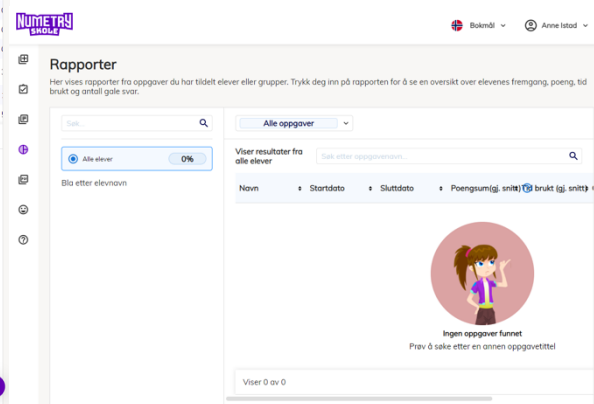 NUMETRY
SKOLE
Bokmål
Anne Istad
Rapporter
Her vises rapporter fra oppgaver du har tildelt elever eller grupper. Trykk deg inn på rapporten for å se en oversikt over elevenes fremgang, poeng, tid
brukt og antall gale svar.
Søk...
Alle oppgaver
Alle elever
0%
Viser resultater fra
alle elever
Søk etter oppgavenavn...
Bla etter elevnavn
Navn
Startdato
Sluttdato
Poengsum(gj. snitt)
Tid brukt (gj. snitt)
Ingen oppgaver funnet
Prøv å søke etter en annen oppgavetittel
Viser 0 av 0